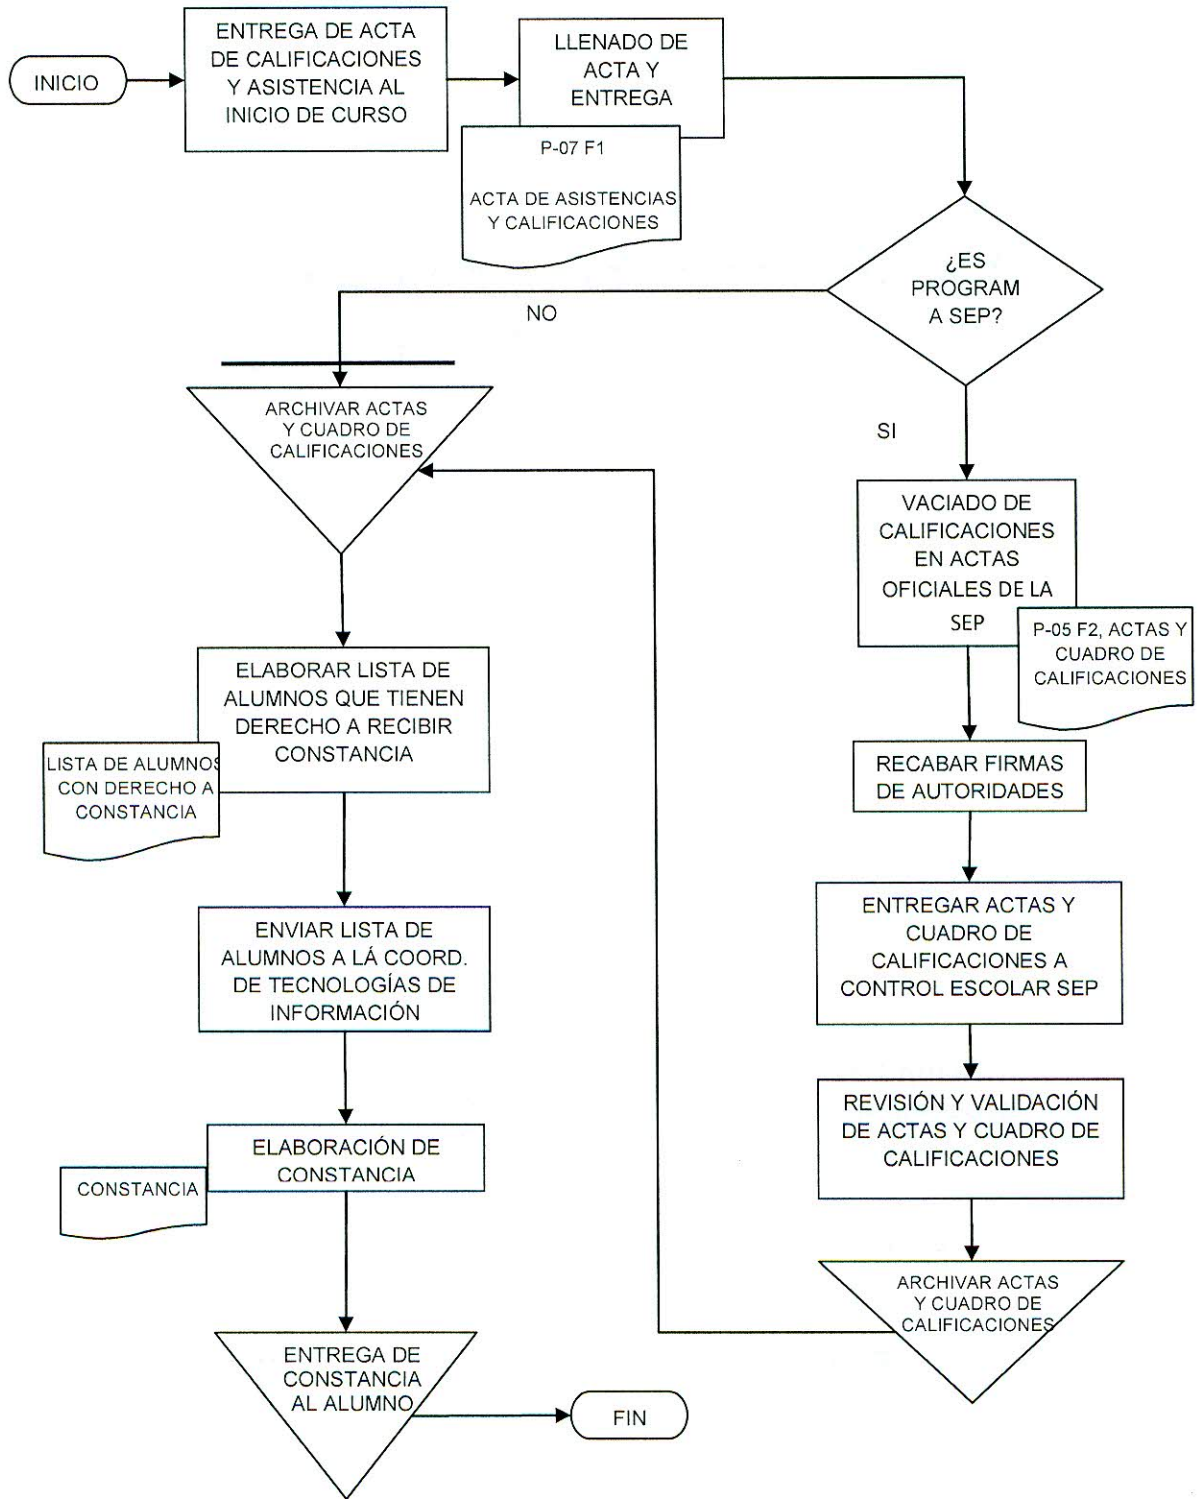 INICIO
ENTREGA DE ACTA
DE CALIFICACIONES
Y ASISTENCIA AL
INICIO DE CURSO
LLENADO DE
ACTA Y
ENTREGA
P-07 F1
ACTA DE ASISTENCIAS
Y CALIFICACIONES
¿ES
PROGRAM
A SEP?
NO
SI
ARCHIVAR ACTAS
Y CUADRO DE
CALIFICACIONES
VACIADO DE
CALIFICACIONES
EN ACTAS
OFICIALES DE LA
SEP
P-05 F2, ACTAS Y
CUADRO DE
CALIFICACIONES
ELABORAR LISTA DE
ALUMNOS QUE TIENEN
DERECHO A RECIBIR
CONSTANCIA
LISTA DE ALUMNOS
CON DERECHO A
CONSTANCIA
RECABAR FIRMAS
DE AUTORIDADES
ENTREGAR ACTAS Y
CUADRO DE
CALIFICACIONES A
CONTROL ESCOLAR SEP
ENVIAR LISTA DE
ALUMNOS A LÁ COORD.
DE TECNOLOGÍAS DE
INFORMACIÓN
REVISIÓN Y VALIDACIÓN
DE ACTAS Y CUADRO DE
CALIFICACIONES
ELABORACIÓN DE
CONSTANCIA
CONSTANCIA
ARCHIVAR ACTAS
Y CUADRO DE
CALIFICACIONES
ENTREGA DE
CONSTANCIA
AL ALUMNO
FIN